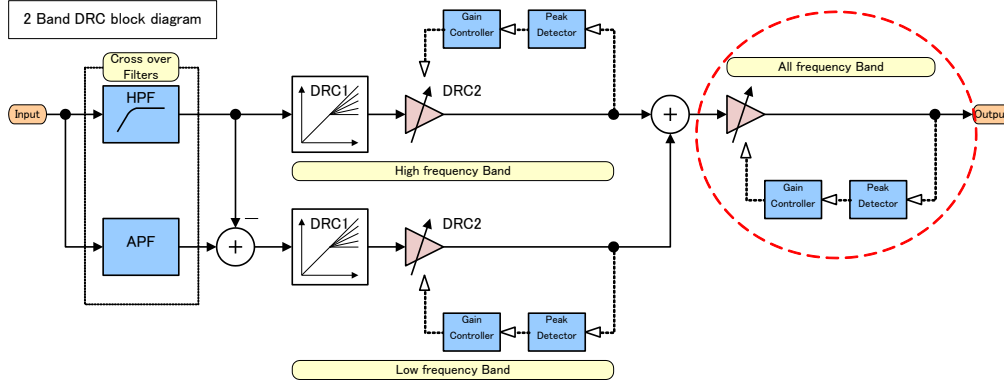 2 Band DRC block diagram
Cross over
Filters
Input
HPF
APF
DRC1
DRC2
Gain
Controller
Peak
Detector
High frequency Band
DRC1
DRC2
Gain
Controller
Peak
Detector
Low frequency Band
+
—
+
All frequency Band
Gain
Controller
Peak
Detector
Output